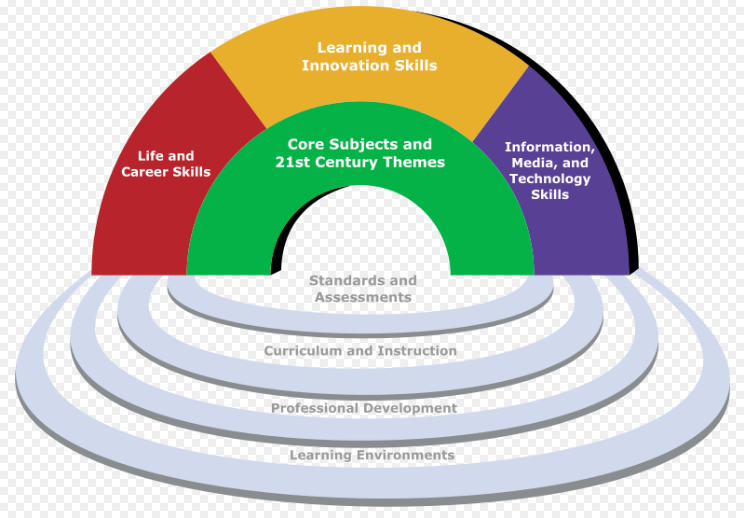 Learning and
Innovation Skills
Core Subjects and
21st Century Themes
Life and
Career Skills
Information,
Media, and
Technology
Skills
Standards and
Assessments
Curriculum and Instruction
Professional Development
Learning Environments